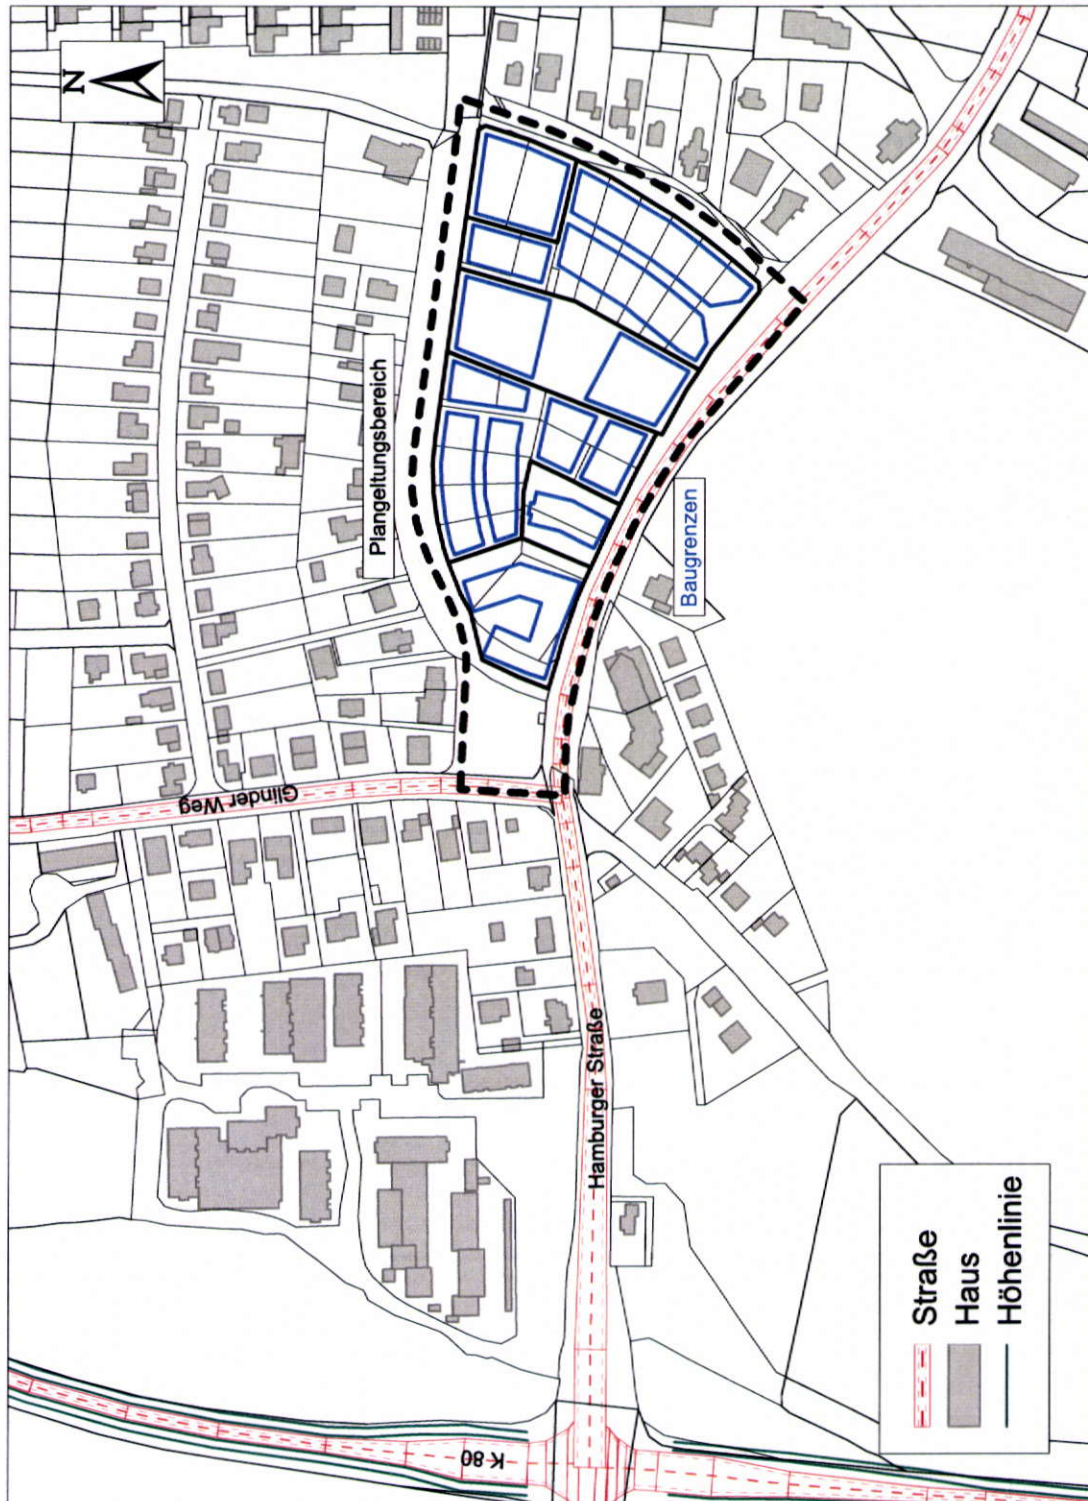 N
Plangeltungsbereich
Glinder Weg
Baugrenzen
Hamburger Straße
K 80
Straße
Haus
Höhenlinie